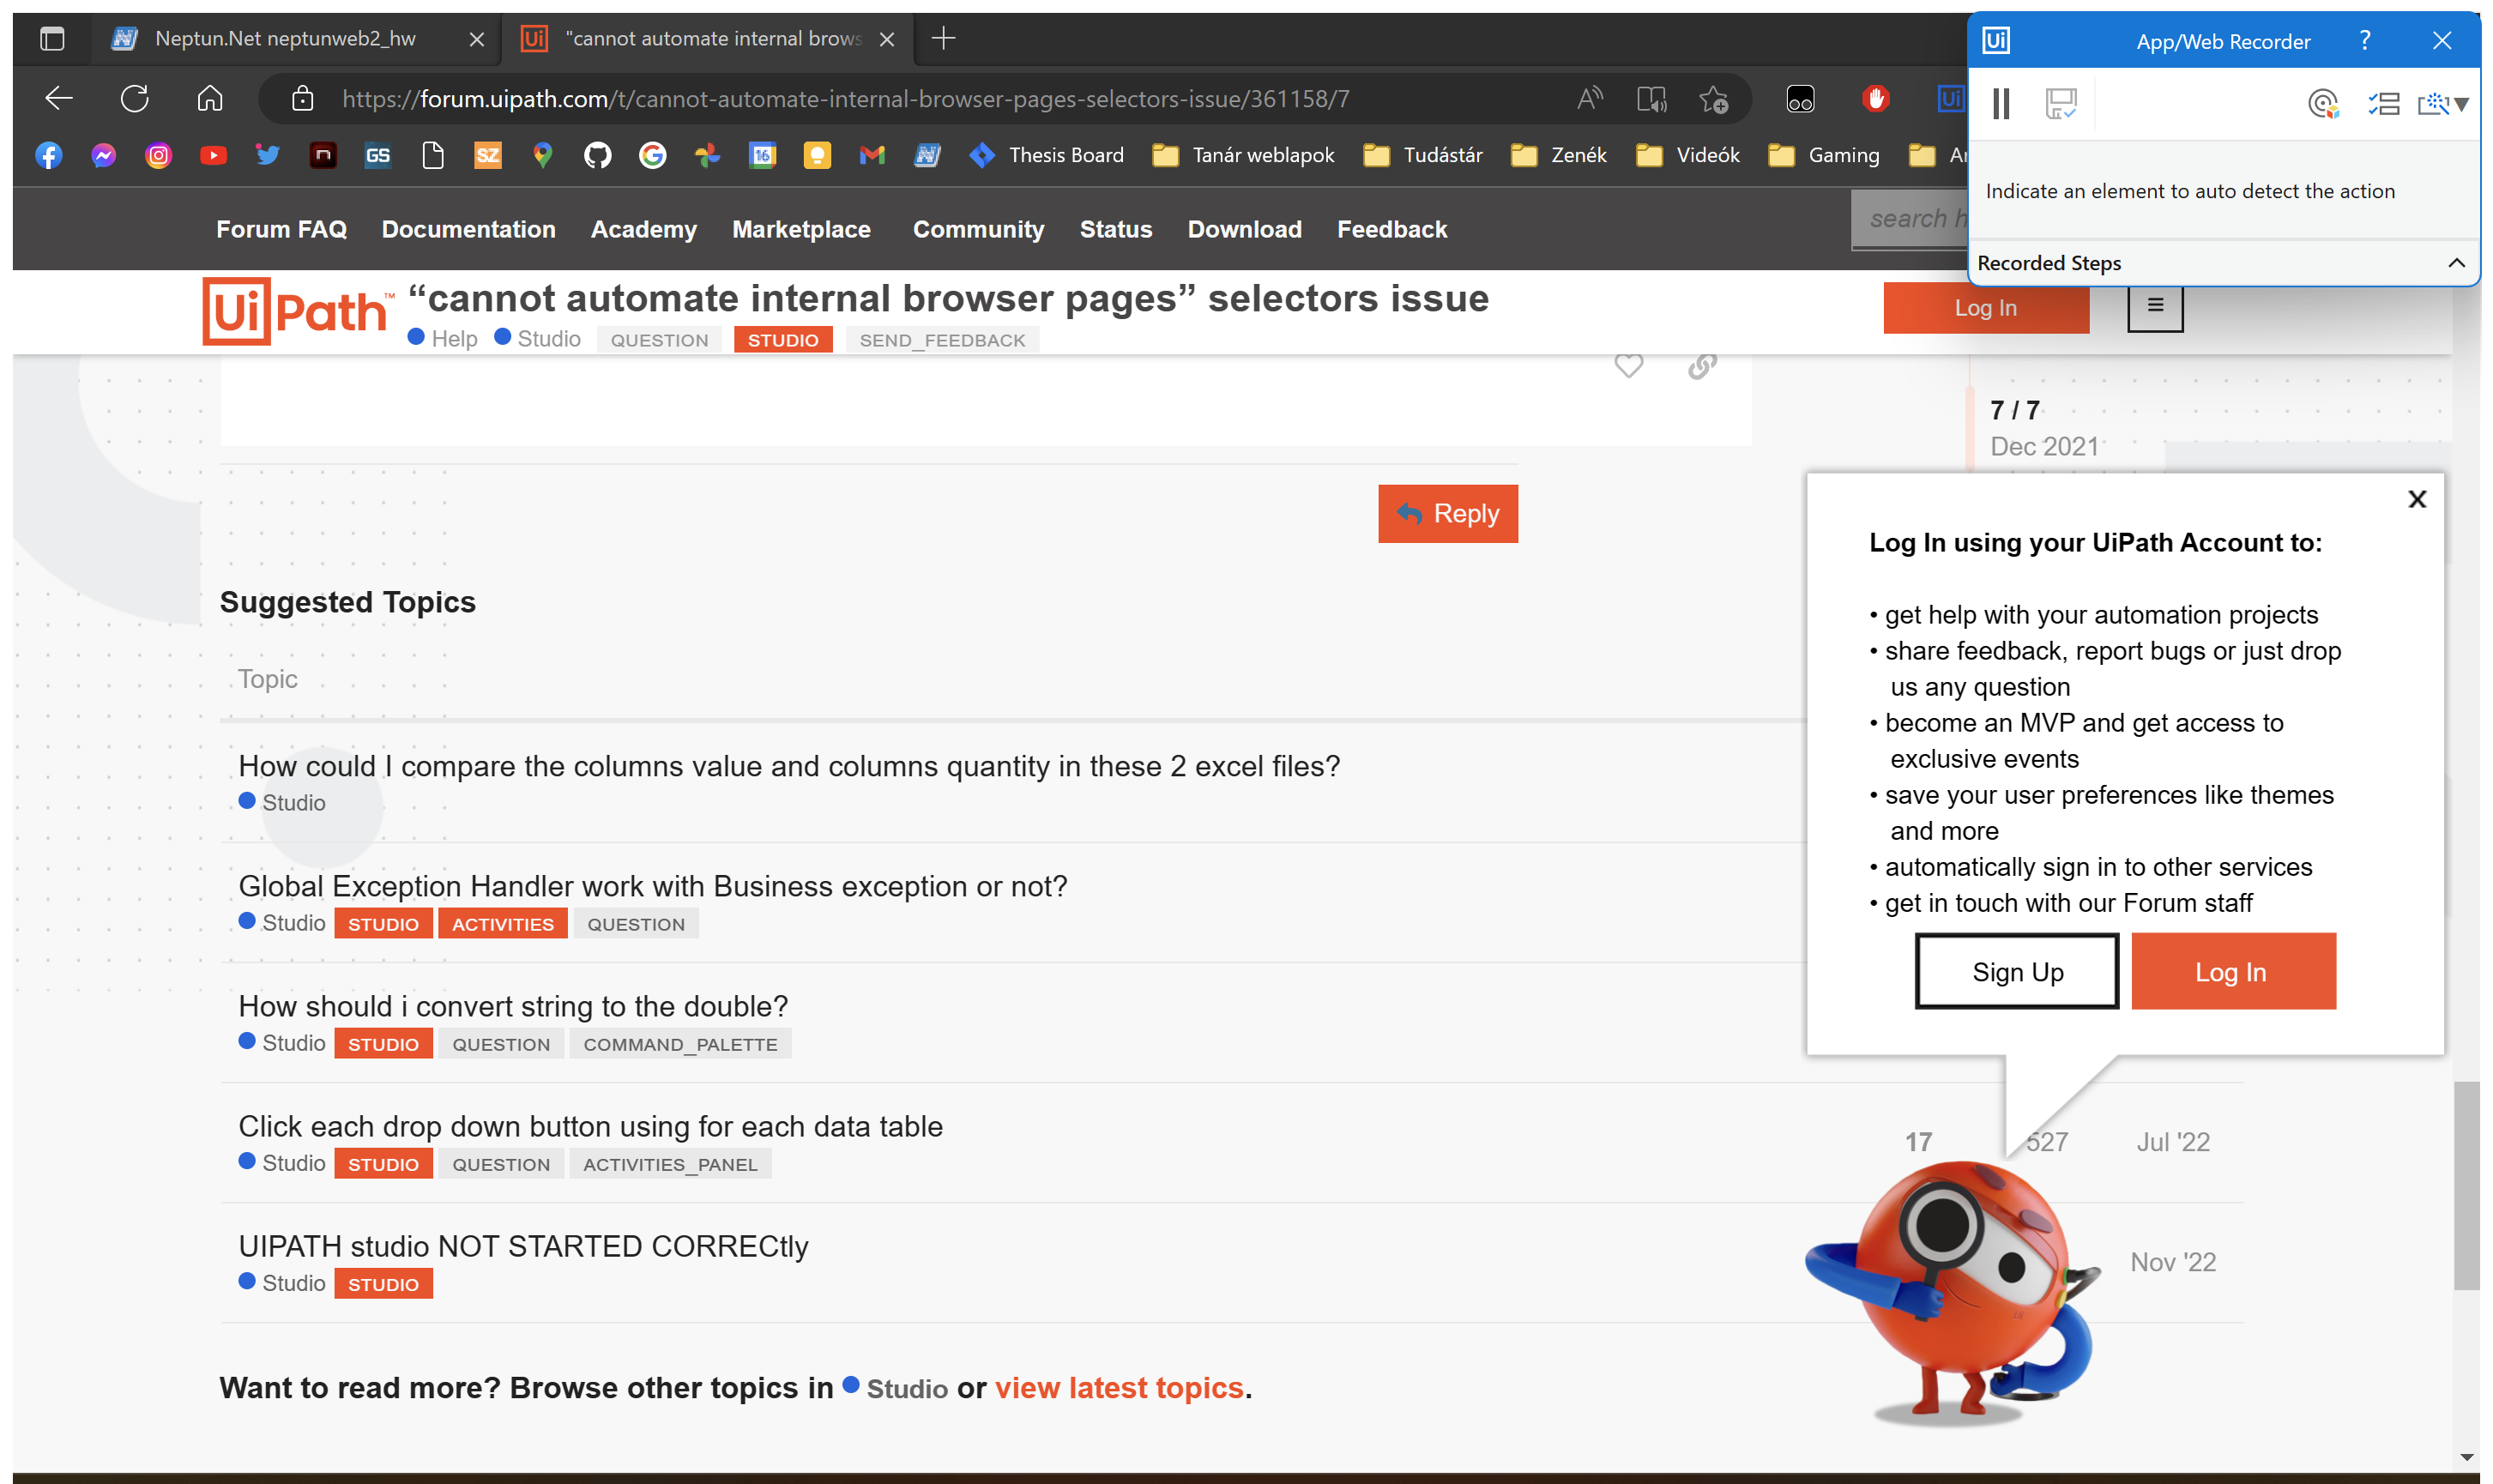 Neptun.Net neptunweb2_hw
"cannot automate internal brows
App/Web Recorder
?
https://forum.uipath.com/t/cannot-automate-internal-browser-pages-selectors-issue/361158/7
Thesis Board
Tanár weblapok
Tudástár
Zenék
Videók
Gaming
Indicate an element to auto detect the action
Recorded Steps
Forum FAQ
Documentation
Academy
Marketplace
Community
Status
Download
Feedback
search h
UiPath™
“cannot automate internal browser pages” selectors issue
Help Studio QUESTION STUDIO SEND_FEEDBACK
Log In
7 / 7
Dec 2021
Reply
Suggested Topics
Topic
How could I compare the columns value and columns quantity in these 2 excel files?
Studio
Global Exception Handler work with Business exception or not?
Studio STUDIO ACTIVITIES QUESTION
How should i convert string to the double?
Studio STUDIO QUESTION COMMAND_PALETTE
Click each drop down button using for each data table
Studio STUDIO QUESTION ACTIVITIES_PANEL
17 527 Jul '22
UIPATH studio NOT STARTED CORRECtly
Studio STUDIO
Nov '22
Want to read more? Browse other topics in Studio or view latest topics.
X
Log In using your UiPath Account to:
• get help with your automation projects
• share feedback, report bugs or just drop
us any question
• become an MVP and get access to
exclusive events
• save your user preferences like themes
and more
• automatically sign in to other services
• get in touch with our Forum staff
Sign Up
Log In